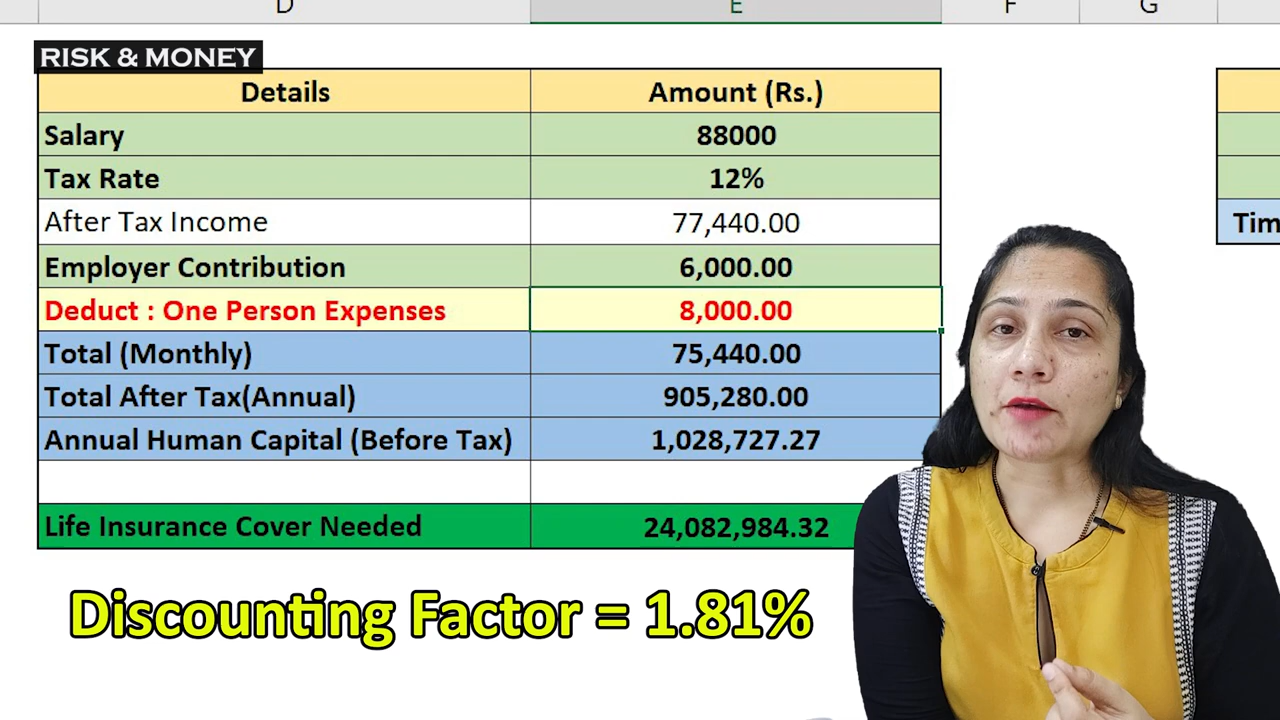 D E F G
RISK & MONEY
Details Amount (Rs.)
Salary 88000
Tax Rate 12%
After Tax Income 77,440.00
Tim
Employer Contribution 6,000.00
Deduct : One Person Expenses 8,000.00
Total (Monthly) 75,440.00
Total After Tax(Annual) 905,280.00
Annual Human Capital (Before Tax) 1,028,727.27
Life Insurance Cover Needed 24,082,984.32
Discounting Factor = 1.81%